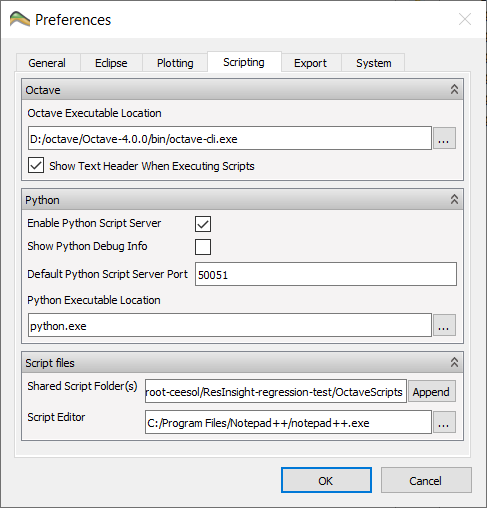 Preferences
General Eclipse Plotting Scripting Export System
Octave
Octave Executable Location
D:/octave/Octave-4.0.0/bin/octave-cli.exe ...
Show Text Header When Executing Scripts
Python
Enable Python Script Server
Show Python Debug Info
Default Python Script Server Port 50051
Python Executable Location
python.exe ...
Script files
Shared Script Folder(s) root-ceesol/ResInsight-regression-test/OctaveScripts Append
Script Editor C:/Program Files/Notepad++/notepad++.exe ...
OK Cancel